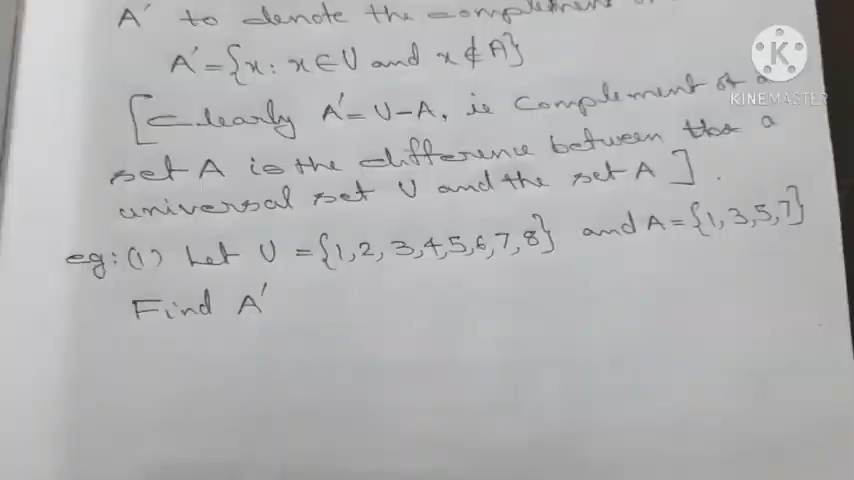 A' to denote the complement
A' = {x : x ∈ U and x ∉ A}
[Clearly A' = U - A, ie complement of a
set A is the difference between the a
universal set U and the set A].
eg: (1) Let U = {1, 2, 3, 4, 5, 6, 7, 8} and A = {1, 3, 5, 7}
Find A'
K
KINEMASTER